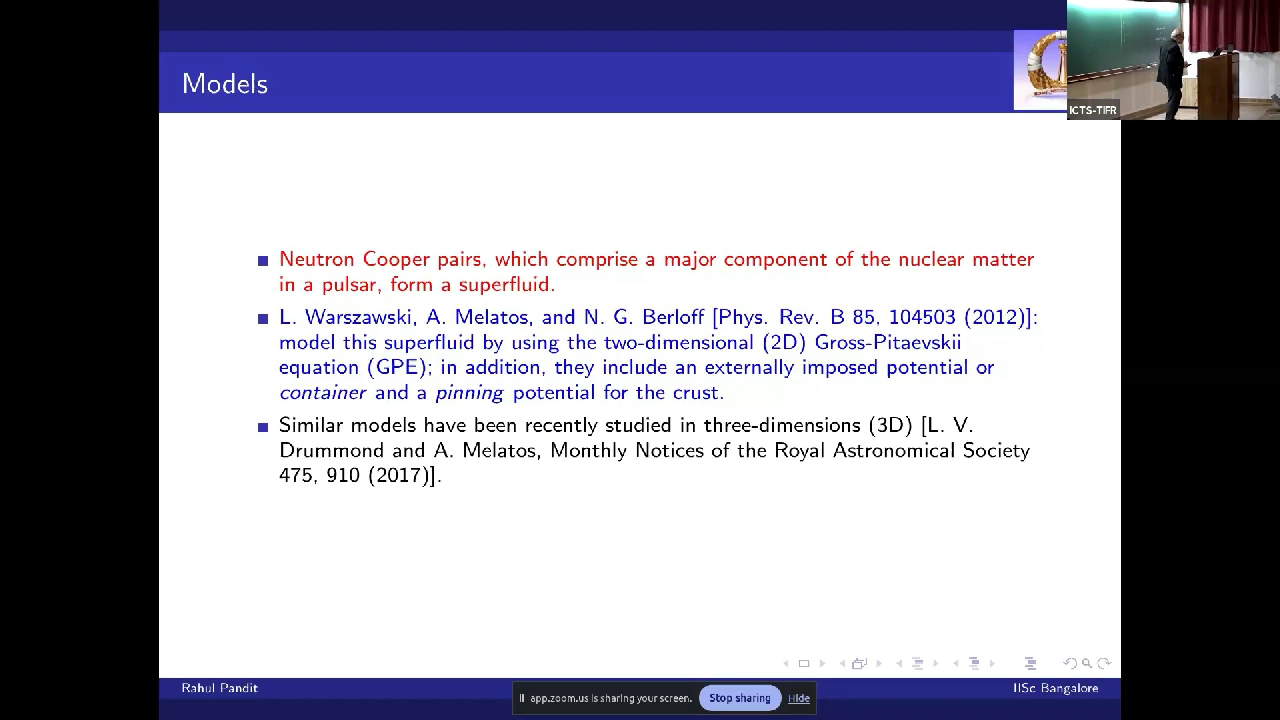 Models
ICTS-TIFR
Neutron Cooper pairs, which comprise a major component of the nuclear matter
in a pulsar, form a superfluid.
L. Warszawski, A. Melatos, and N. G. Berloff [Phys. Rev. B 85, 104503 (2012)]:
model this superfluid by using the two-dimensional (2D) Gross-Pitaevskii
equation (GPE); in addition, they include an externally imposed potential or
container and a pinning potential for the crust.
Similar models have been recently studied in three-dimensions (3D) [L. V.
Drummond and A. Melatos, Monthly Notices of the Royal Astronomical Society
475, 910 (2017)].
Rahul Pandit
IISc Bangalore
app.zoom.us is sharing your screen.
Stop sharing
Hide